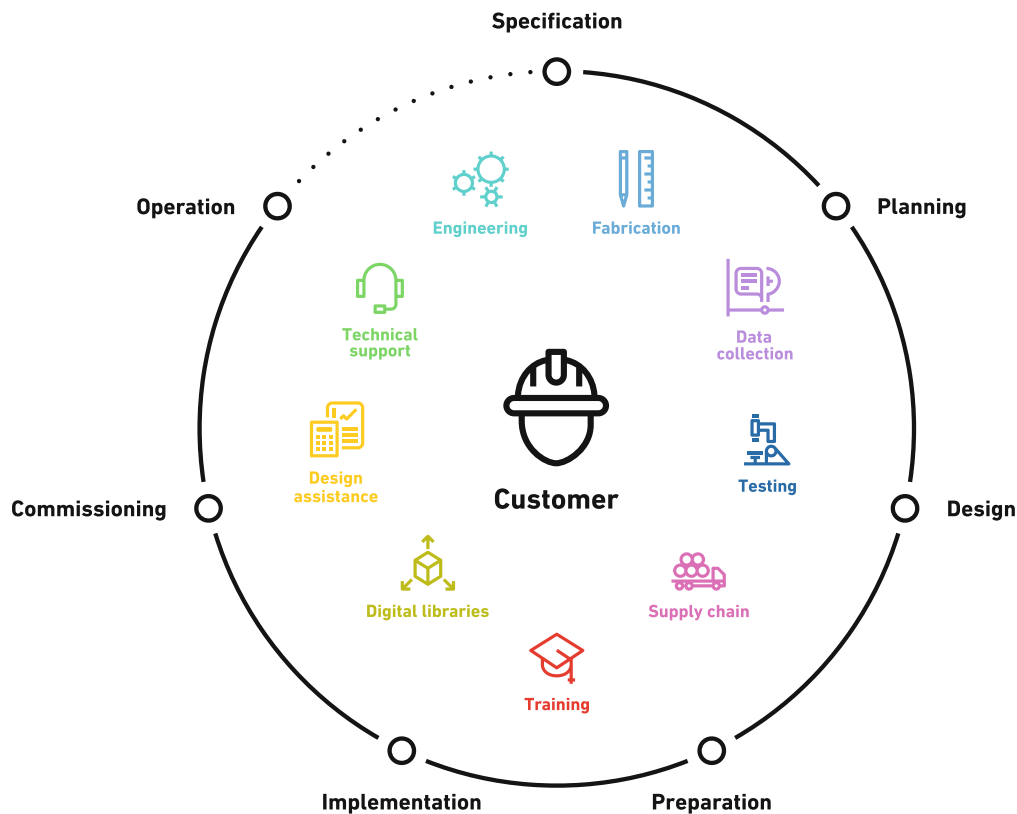 Specification
Operation
Planning
Engineering
Fabrication
Technical
support
Data
collection
Design
assistance
Customer
Testing
Commissioning
Design
Digital libraries
Supply chain
Training
Implementation
Preparation